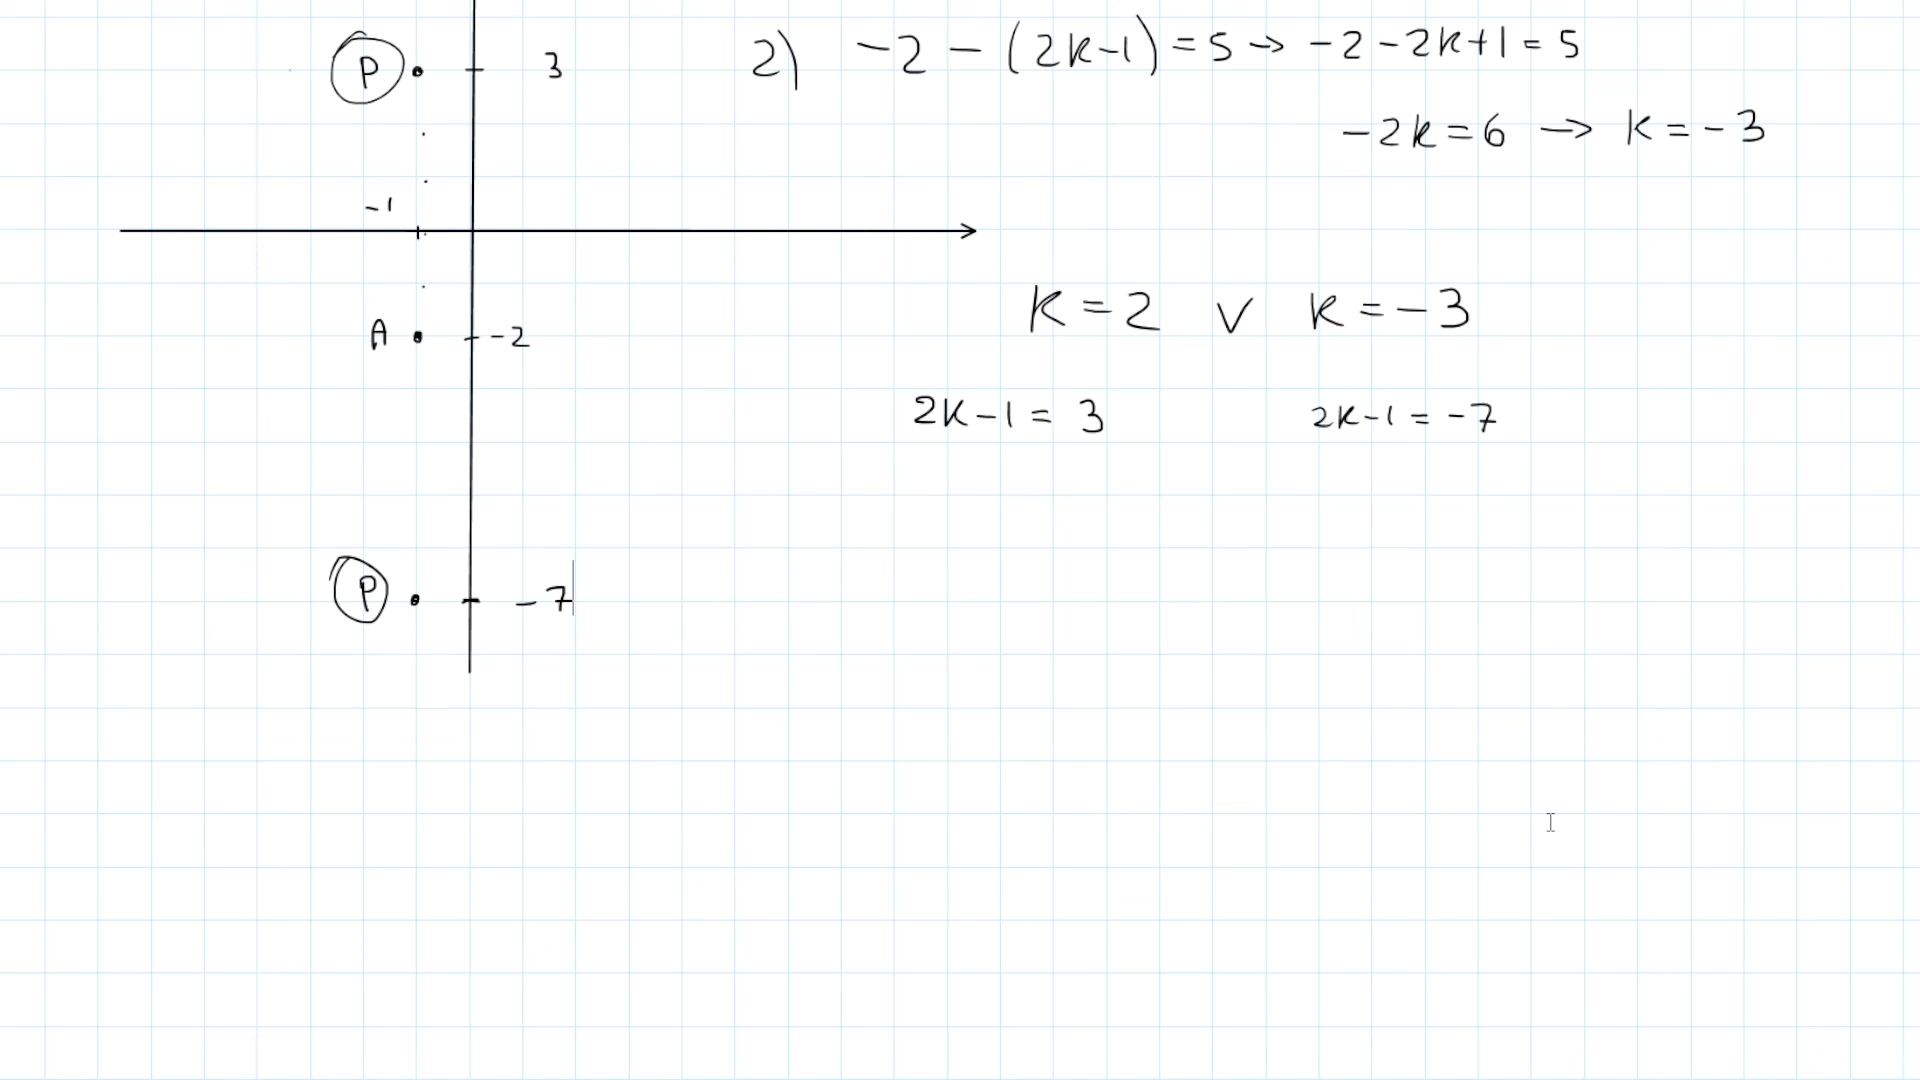 P 3
2) -2 - (2k-1) = 5 → -2-2k+1 = 5
-2k = 6 → k = -3
-1
k = 2 ∨ k = -3
A -2
2k-1 = 3 2k-1 = -7
P -7